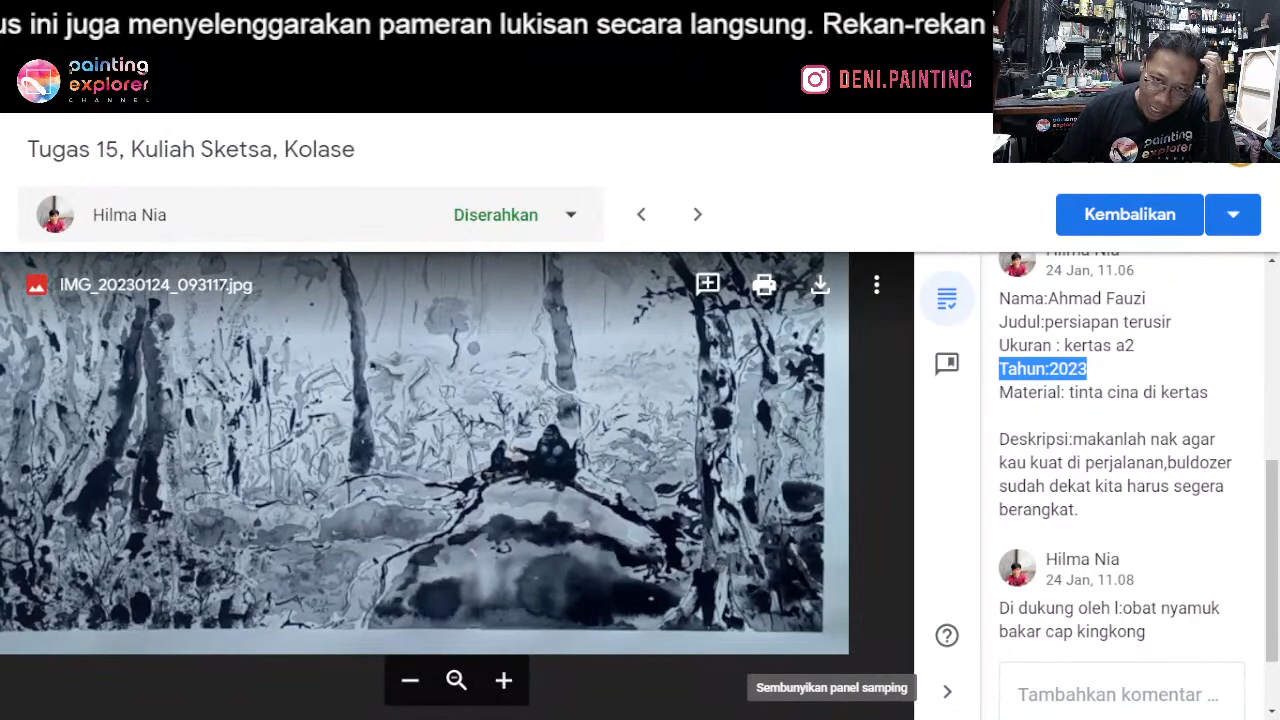 us ini juga menyelenggarakan pameran lukisan secara langsung. Rekan-rekan
painting
explorer
CHANNEL
DENI.PAINTING
painting
explorer
Tugas 15, Kuliah Sketsa, Kolase
Hilma Nia
Diserahkan
Kembalikan
IMG_20230124_093117.jpg
Hilma Nia
24 Jan, 11.06
Nama:Ahmad Fauzi
Judul:persiapan terusir
Ukuran : kertas a2
Tahun:2023
Material: tinta cina di kertas
Deskripsi:makanlah nak agar
kau kuat di perjalanan,buldozer
sudah dekat kita harus segera
berangkat.
Hilma Nia
24 Jan, 11.08
Di dukung oleh l:obat nyamuk
bakar cap kingkong
Tambahkan komentar ...
Sembunyikan panel samping